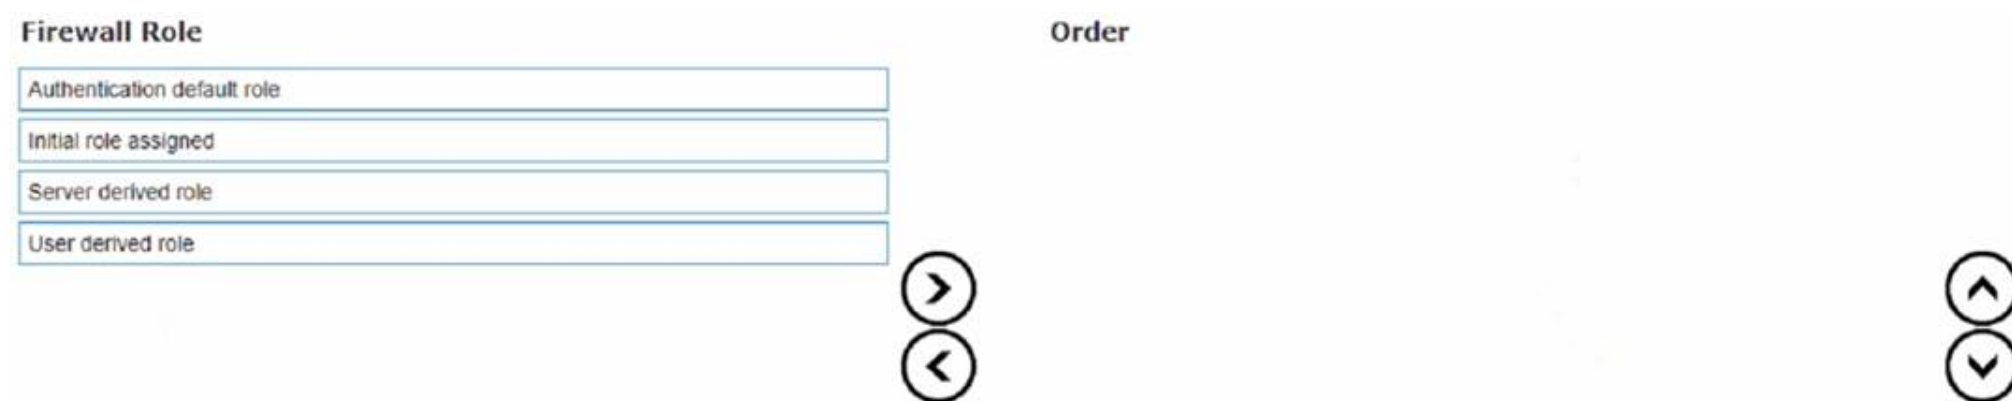 Firewall Role
Order
Authentication default role
Initial role assigned
Server derived role
User derived role